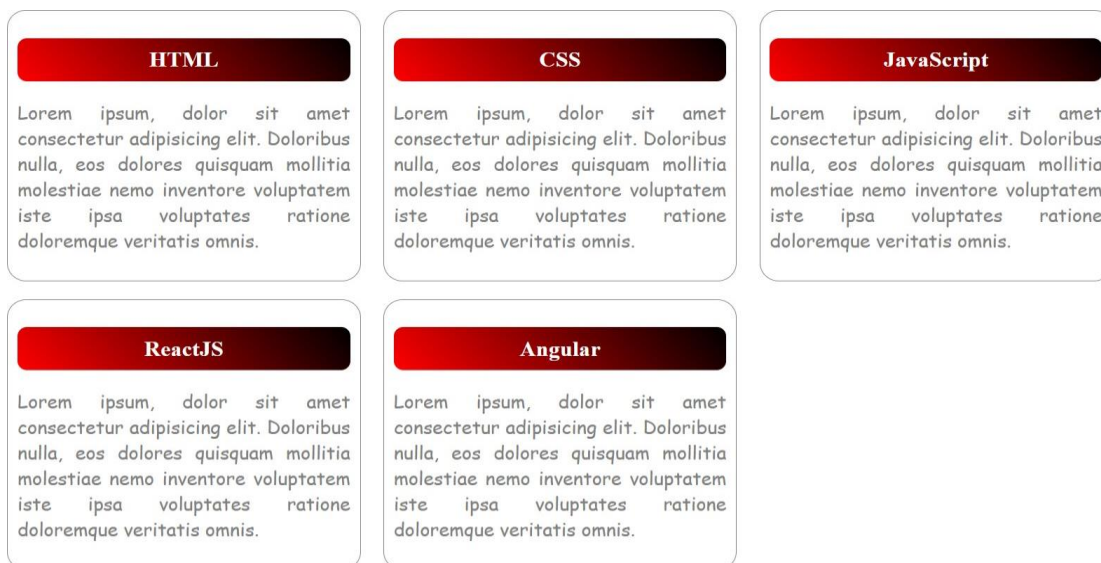 HTML
Lorem ipsum, dolor sit amet
consectetur adipisicing elit. Doloribus
nulla, eos dolores quisquam mollitia
molestiae nemo inventore voluptatem
iste ipsa voluptates ratione
doloremque veritatis omnis.
CSS
Lorem ipsum, dolor sit amet
consectetur adipisicing elit. Doloribus
nulla, eos dolores quisquam mollitia
molestiae nemo inventore voluptatem
iste ipsa voluptates ratione
doloremque veritatis omnis.
JavaScript
Lorem ipsum, dolor sit amet
consectetur adipisicing elit. Doloribus
nulla, eos dolores quisquam mollitia
molestiae nemo inventore voluptatem
iste ipsa voluptates ratione
doloremque veritatis omnis.
ReactJS
Lorem ipsum, dolor sit amet
consectetur adipisicing elit. Doloribus
nulla, eos dolores quisquam mollitia
molestiae nemo inventore voluptatem
iste ipsa voluptates ratione
doloremque veritatis omnis.
Angular
Lorem ipsum, dolor sit amet
consectetur adipisicing elit. Doloribus
nulla, eos dolores quisquam mollitia
molestiae nemo inventore voluptatem
iste ipsa voluptates ratione
doloremque veritatis omnis.